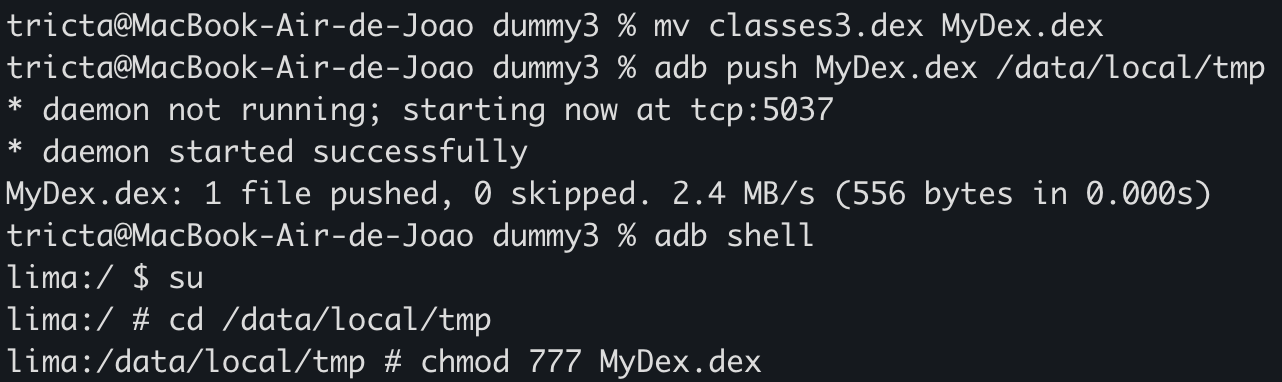 tricta@MacBook-Air-de-Joao dummy3 % mv classes3.dex MyDex.dex
tricta@MacBook-Air-de-Joao dummy3 % adb push MyDex.dex /data/local/tmp
* daemon not running; starting now at tcp:5037
* daemon started successfully
MyDex.dex: 1 file pushed, 0 skipped. 2.4 MB/s (556 bytes in 0.000s)
tricta@MacBook-Air-de-Joao dummy3 % adb shell
lima:/ $ su
lima:/ # cd /data/local/tmp
lima:/data/local/tmp # chmod 777 MyDex.dex